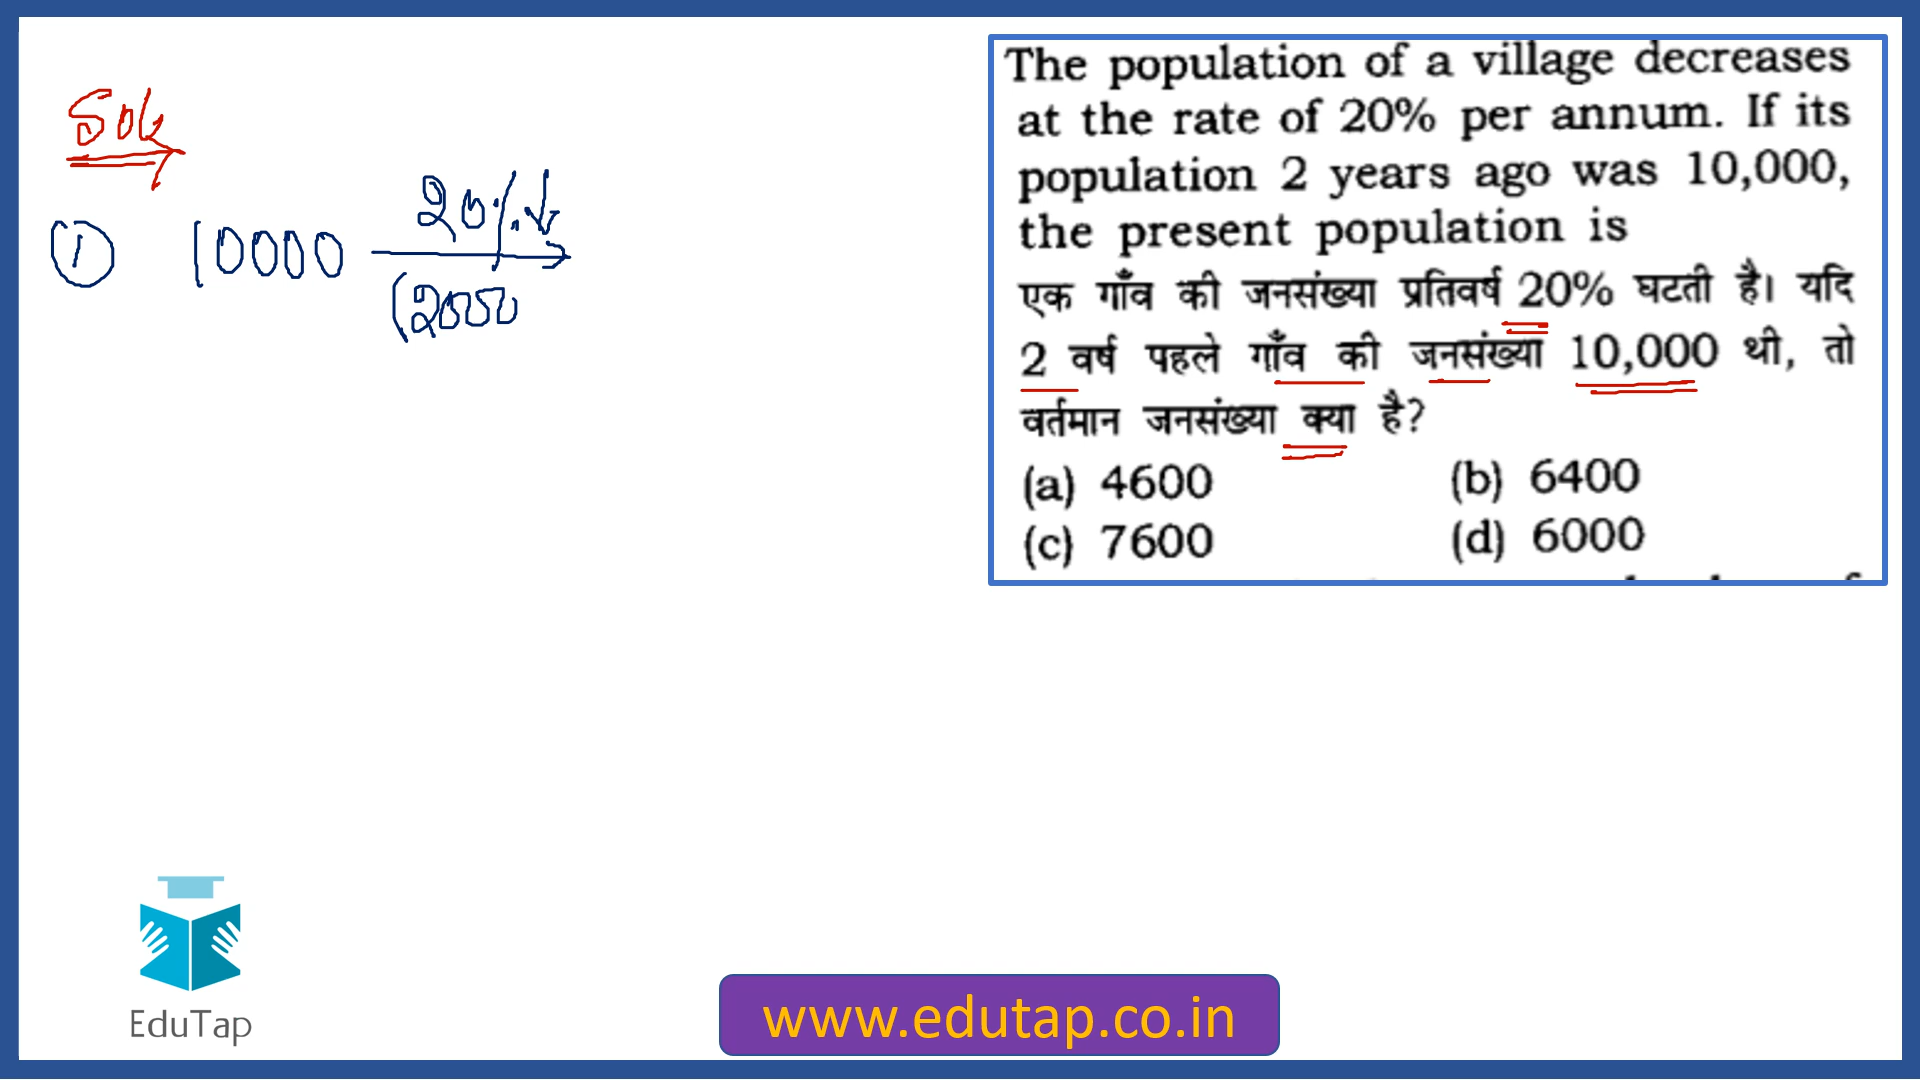 Sol
① 10000 20%↓
(2000
The population of a village decreases
at the rate of 20% per annum. If its
population 2 years ago was 10,000,
the present population is
एक गाँव की जनसंख्या प्रतिवर्ष 20% घटती है। यदि
2 वर्ष पहले गाँव की जनसंख्या 10,000 थी, तो
वर्तमान जनसंख्या क्या है?
(a) 4600 (b) 6400
(c) 7600 (d) 6000
EduTap
www.edutap.co.in